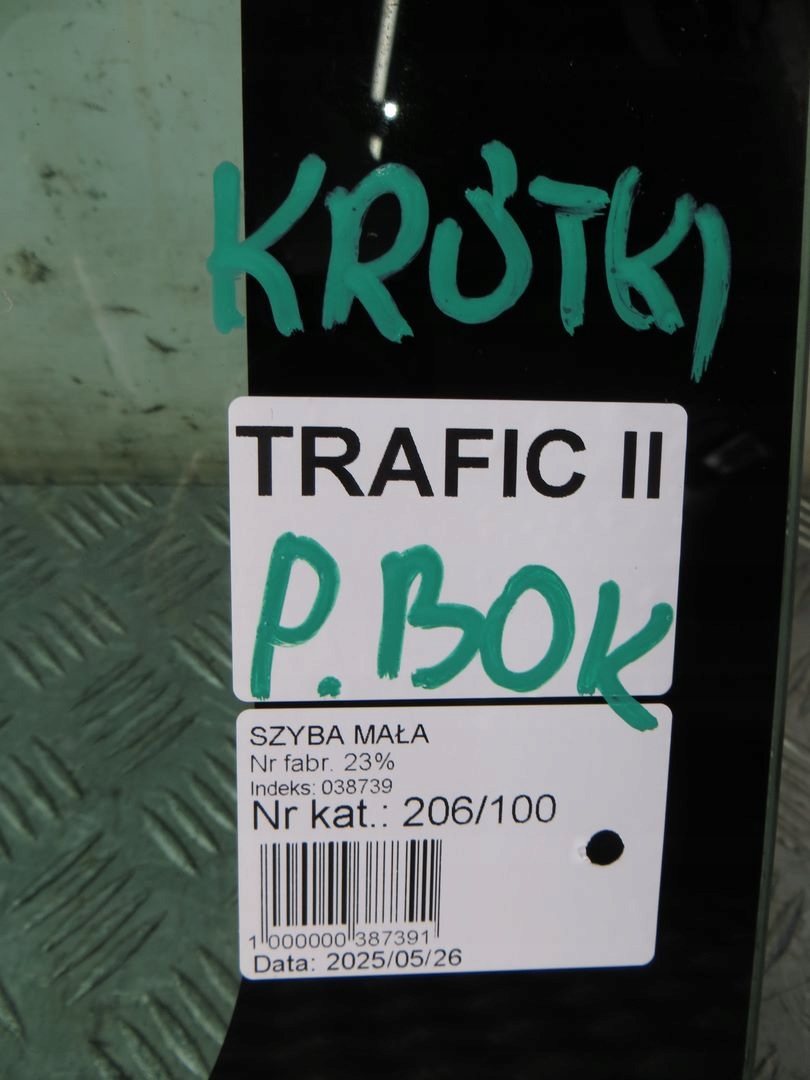 KRÓTKI
TRAFIC II
P. BOK
SZYBA MAŁA
Nr fabr. 23%
Indeks: 038739
Nr kat.: 206/100
1 000000 387391
Data: 2025/05/26